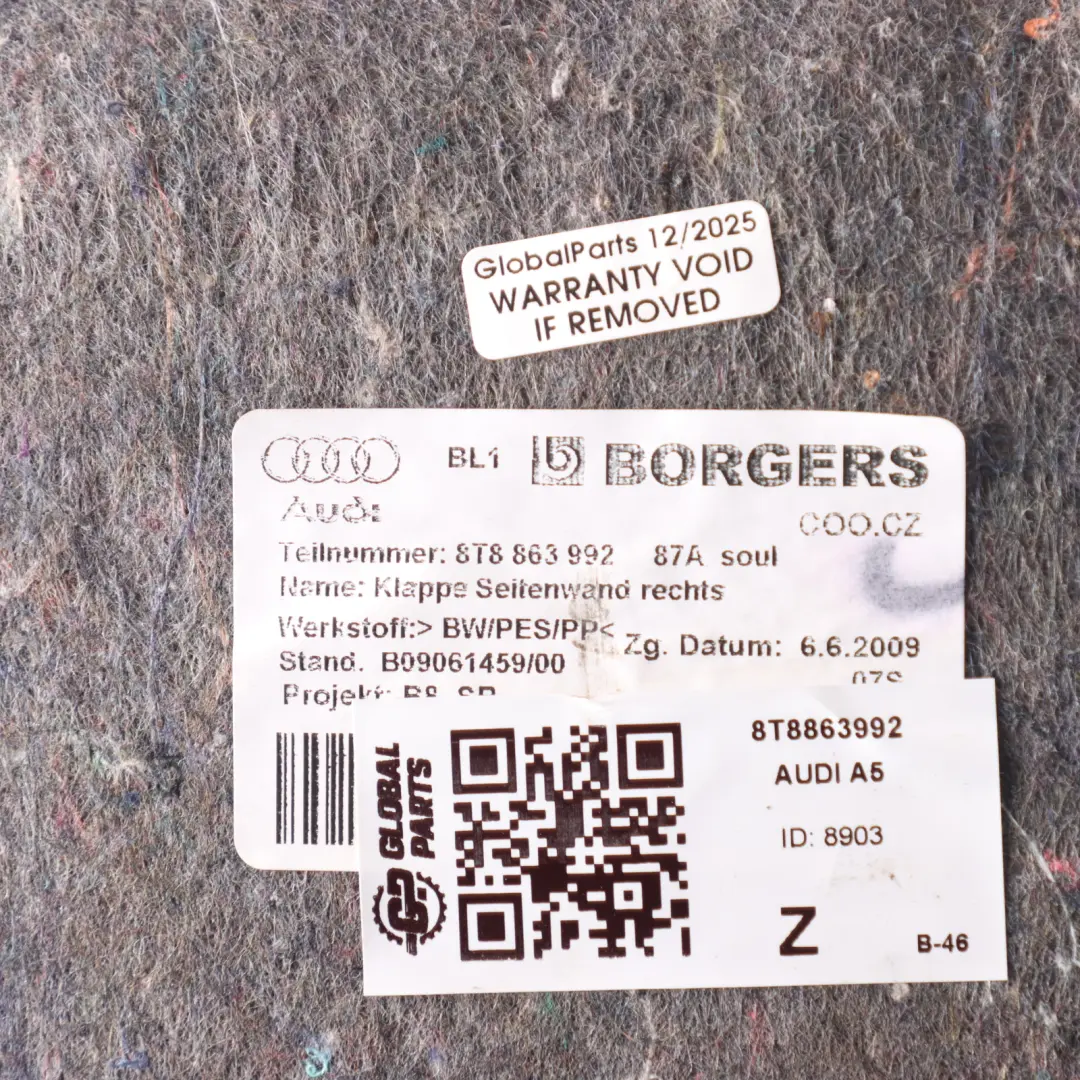 GlobalParts 12/2025
WARRANTY VOID
IF REMOVED
BL1 BORGERS
Audi
COO.CZ
Teilnummer: 8T8 863 992 87A soul
Name: Klappe Seitenwand rechts
Werkstoff:> BW/PES/PP<
Zg. Datum: 6.6.2009
Stand. B09061459/00
Projekt:
GLOBAL
PARTS
8T8863992
AUDI A5
ID: 8903
Z
B-46